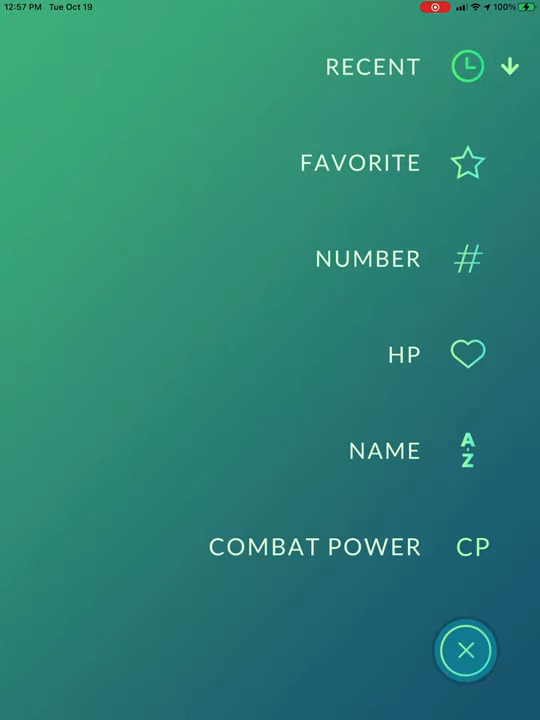 12:57 PM Tue Oct 19 100%
RECENT
FAVORITE
NUMBER #
HP
NAME A-Z
COMBAT POWER CP